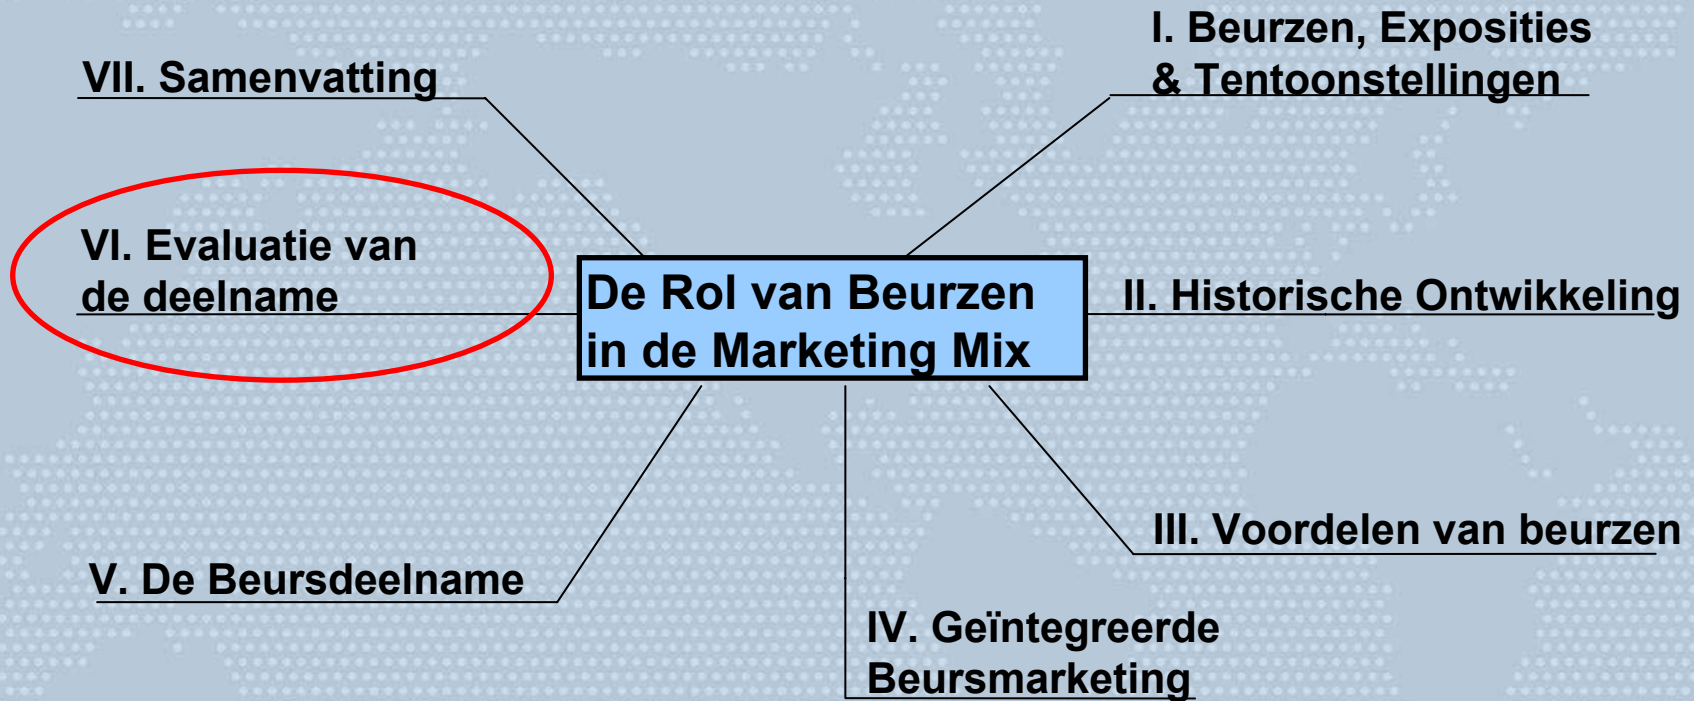 I. Beurzen, Exposities
& Tentoonstellingen
VII. Samenvatting
VI. Evaluatie van
de deelname
De Rol van Beurzen
in de Marketing Mix
II. Historische Ontwikkeling
III. Voordelen van beurzen
V. De Beursdeelname
IV. Geïntegreerde
Beursmarketing